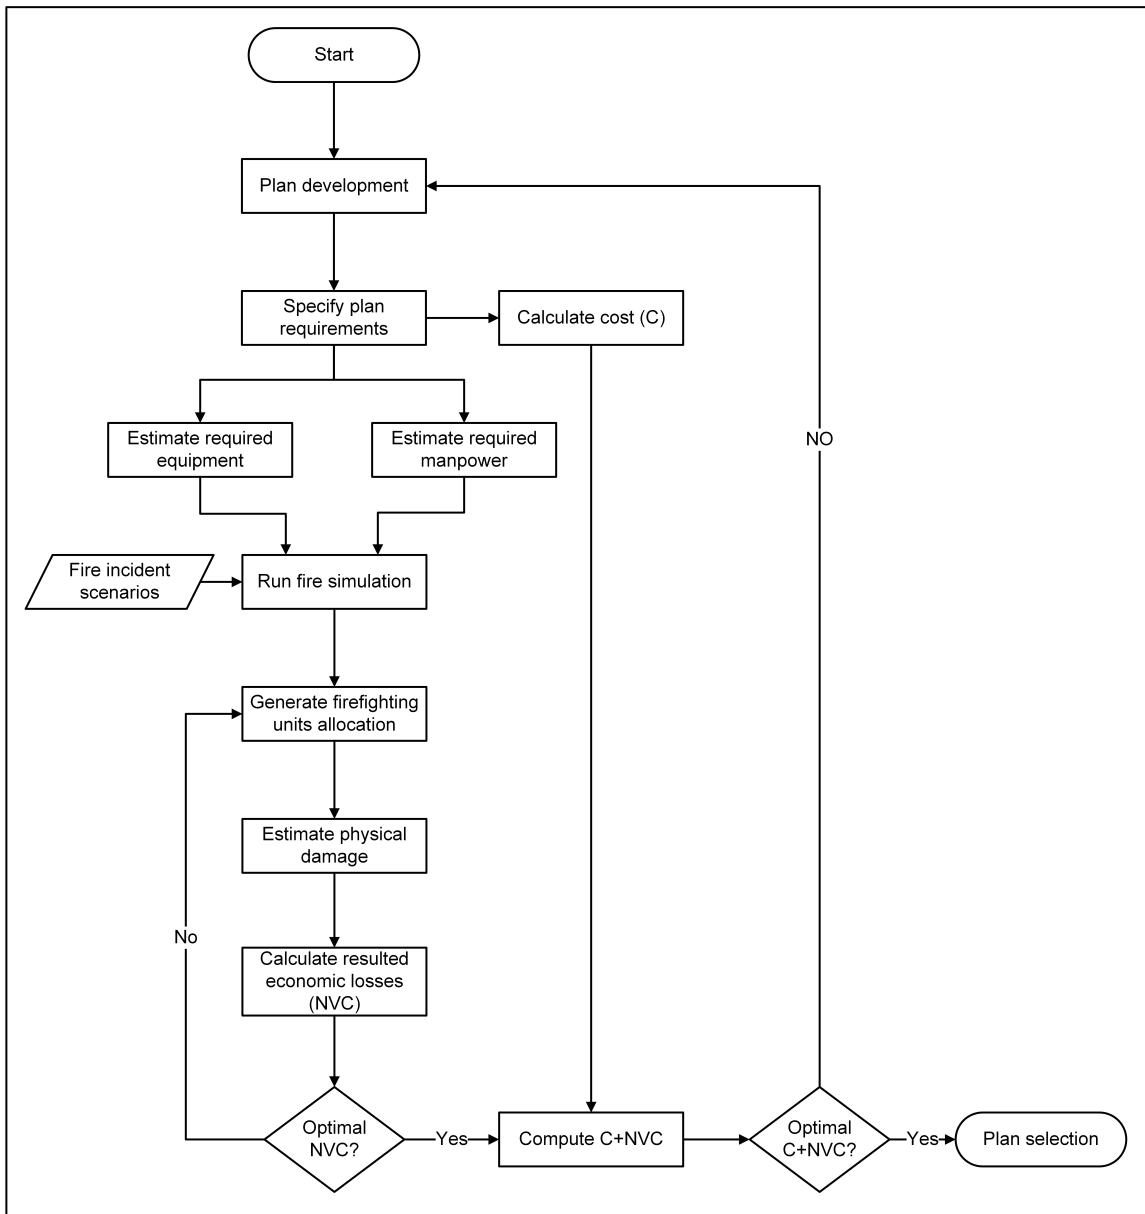 Start
Plan development
Specify plan
requirements
Calculate cost (C)
Estimate required
equipment
Estimate required
manpower
NO
Fire incident
scenarios
Run fire simulation
Generate firefighting
units allocation
Estimate physical
damage
No
Calculate resulted
economic losses
(NVC)
Optimal
NVC?
Yes
Compute C+NVC
Optimal
C+NVC?
Yes
Plan selection